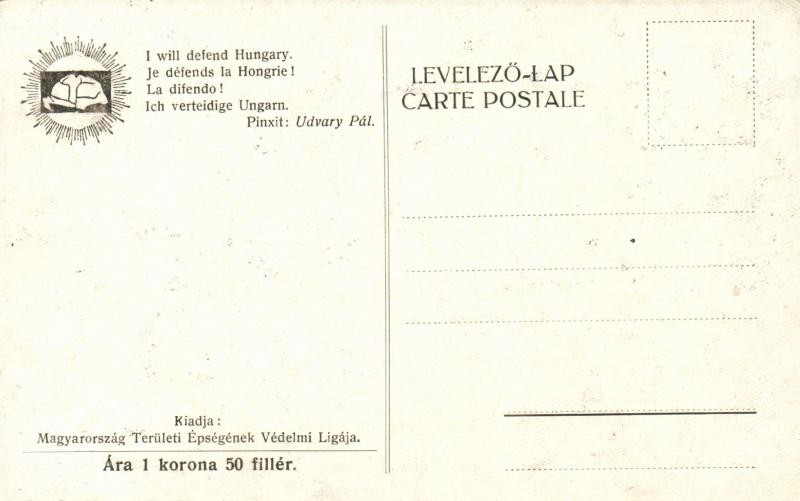 I will defend Hungary.
Je défends la Hongrie!
La difendo!
Ich verteidige Ungarn.
Pinxit: Udvary Pál.
LEVELEZŐ-ŁAP
CARTE POSTALE
Kiadja:
Magyarország Területi Épségének Védelmi Ligája.
Ára 1 korona 50 fillér.